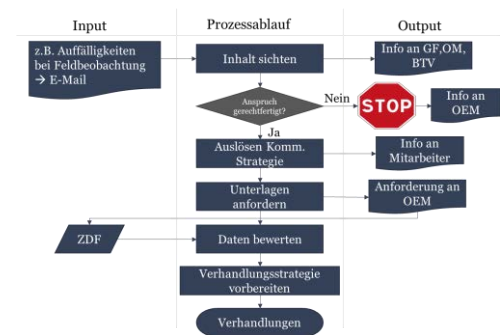 Input
Prozessablauf
Output
z.B. Auffälligkeiten
bei Feldbeobachtung
→ E-Mail
Inhalt sichten
Info an GF,OM,
BTV
Anspruch
gerechtfertigt?
Nein
STOP
Info an
OEM
Ja
Auslösen Komm.
Strategie
Info an
Mitarbeiter
Unterlagen
anfordern
Anforderung an
OEM
ZDF
Daten bewerten
Verhandlungsstrategie
vorbereiten
Verhandlungen